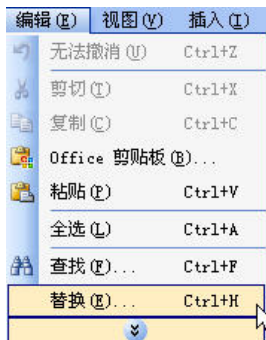 编辑(E) 视图(V) 插入(I)
无法撤消(U) Ctrl+Z
剪切(T) Ctrl+X
复制(C) Ctrl+C
Office 剪贴板(B)...
粘贴(P) Ctrl+V
全选(L) Ctrl+A
查找(F)... Ctrl+F
替换(E)... Ctrl+H